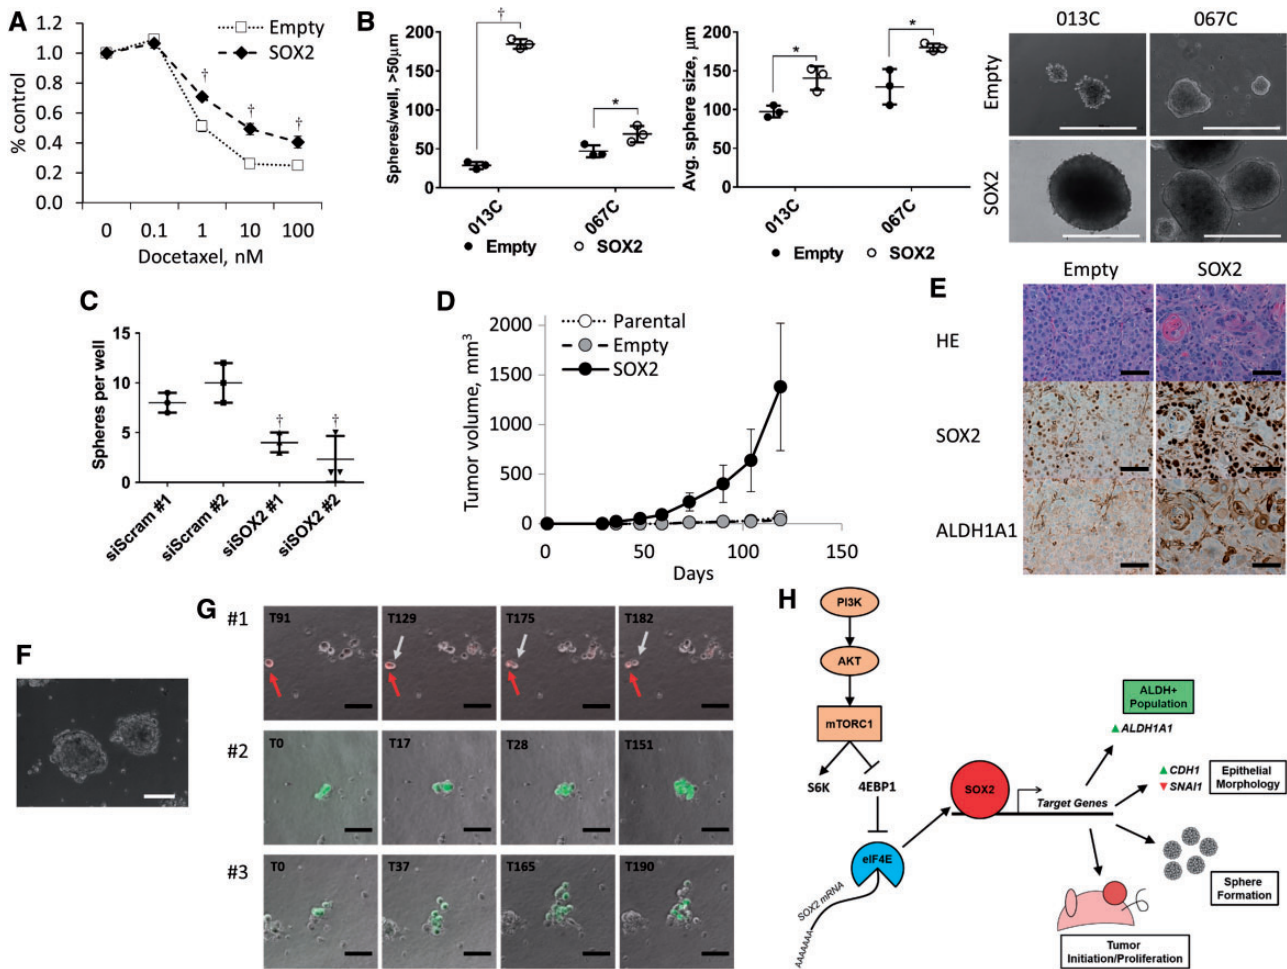 A
% control
1.2
1.0
0.8
0.6
0.4
0.2
0.0
Empty
SOX2
†
†
†
0
0.1
1
10
100
Docetaxel, nM
B
Spheres/well, >50µm
200
150
100
50
0
†
*
013C
067C
Empty
SOX2
Avg. sphere size, µm
200
150
100
50
0
*
*
013C
067C
Empty
SOX2
013C
067C
Empty
SOX2
C
Spheres per well
15
10
5
0
†
†
siScram #1
siScram #2
siSOX2 #1
siSOX2 #2
D
Tumor volume, mm³
2000
1500
1000
500
0
Parental
Empty
SOX2
0
50
100
150
Days
E
Empty
SOX2
HE
SOX2
ALDH1A1
F
G
#1
T91
T129
T175
T182
#2
T0
T17
T28
T151
#3
T0
T37
T165
T190
H
PI3K
AKT
mTORC1
S6K
4EBP1
eIF4E
SOX2 mRNA
AAAAAAA
SOX2
Target Genes
ALDH+
Population
ALDH1A1
CDH1
SNAI1
Epithelial
Morphology
Sphere
Formation
Tumor
Initiation/Proliferation